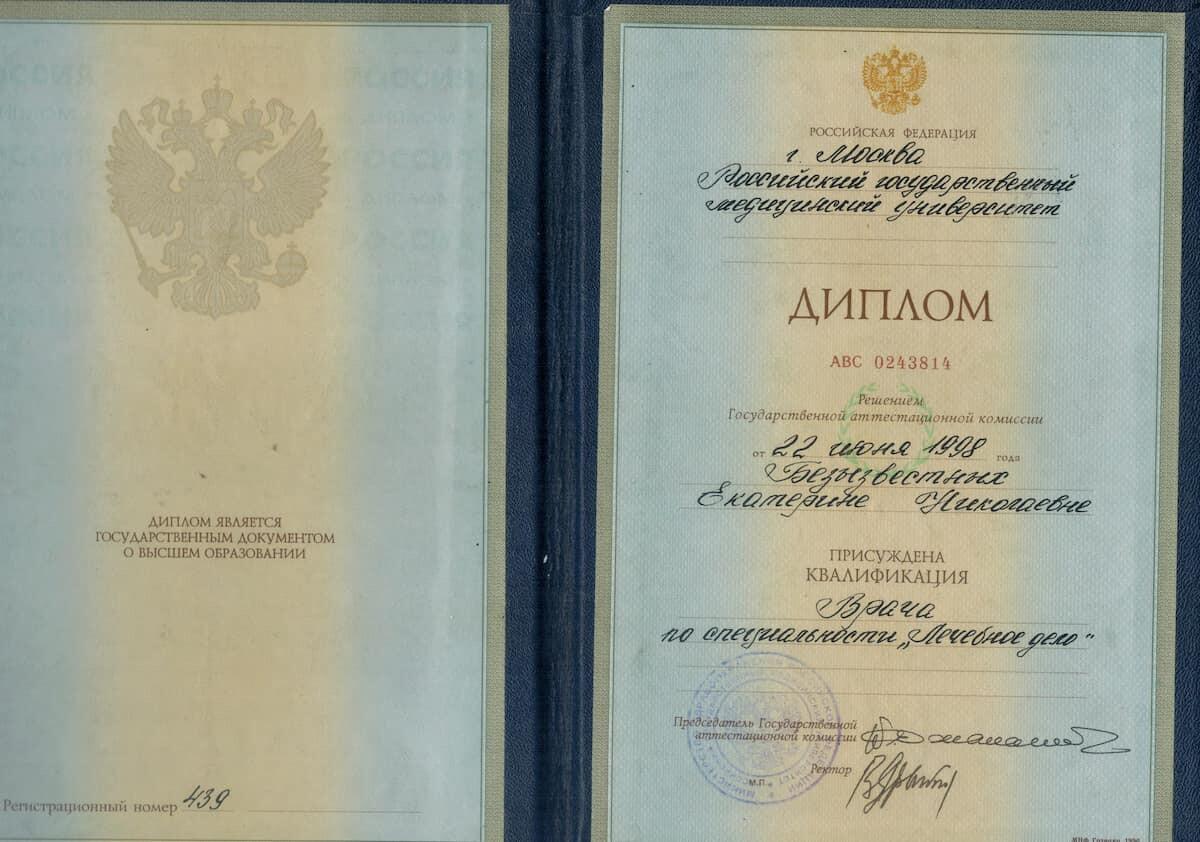 ДИПЛОМ ЯВЛЯЕТСЯ
ГОСУДАРСТВЕННЫМ ДОКУМЕНТОМ
О ВЫСШЕМ ОБРАЗОВАНИИ
Регистрационный номер 439
РОССИЙСКАЯ ФЕДЕРАЦИЯ
г. Москва
Российский государственный
медицинский университет
ДИПЛОМ
АВС 0243814
Решением
Государственной аттестационной комиссии
от 22 июня 1998 года
Безызвестных
Екатерине Николаевне
ПРИСУЖДЕНА
КВАЛИФИКАЦИЯ
Врача
по специальности „Лечебное дело"
Председатель Государственной
аттестационной комиссии
Ректор
М.П.